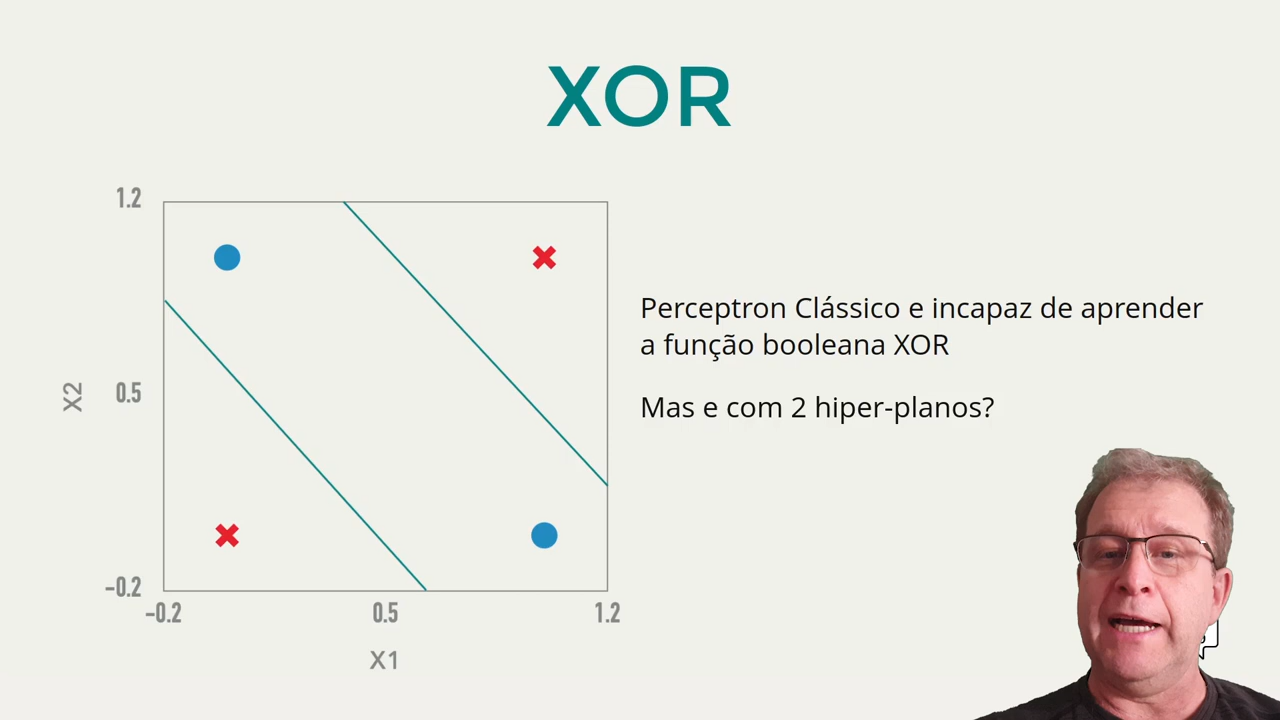 XOR
1.2
0.5
-0.2
X2
-0.2
0.5
1.2
X1
Perceptron Clássico e incapaz de aprender
a função booleana XOR
Mas e com 2 hiper-planos?